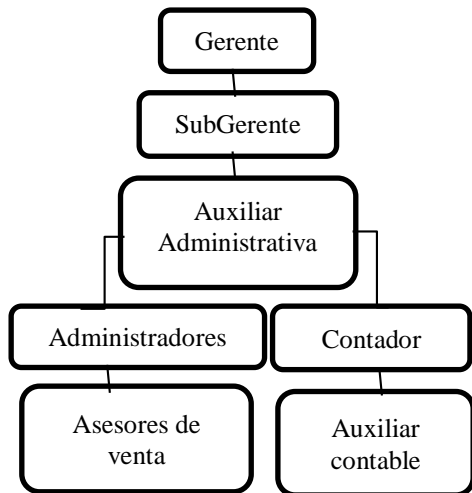 Gerente
SubGerente
Auxiliar
Administrativa
Administradores
Contador
Asesores de
venta
Auxiliar
contable